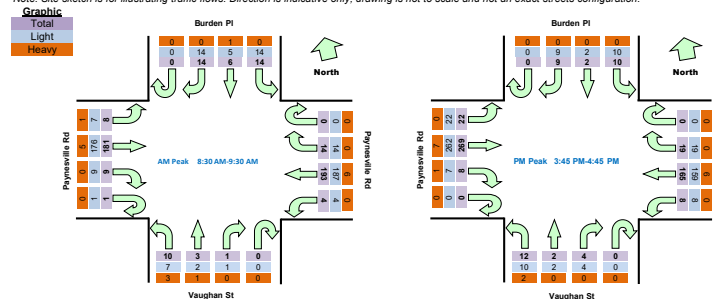 Note: Site sketch is for illustrating traffic flows. Direction is indicative only, drawing is not to scale and not an exact streets configuration.
Graphic
Total
Light
Heavy
Burden Pl
0 0 1 0
0 14 5 14
0 14 6 14
North
Paynesville Rd
1 7 8
5 176 181
0 9 9
0 1 1
AM Peak 8:30 AM-9:30 AM
0 0 0
14 14 0
193 187 6
4 4 0
Paynesville Rd
10 3 1 0
7 2 1 0
3 1 0 0
Vaughan St
Burden Pl
0 0 0 0
0 9 2 10
0 9 2 10
North
Paynesville Rd
0 22 22
7 262 269
1 7 8
0 0 0
PM Peak 3:45 PM-4:45 PM
0 0 0
19 19 0
165 159 6
8 8 0
12 2 4 0
10 2 4 0
2 0 0 0
Vaughan St